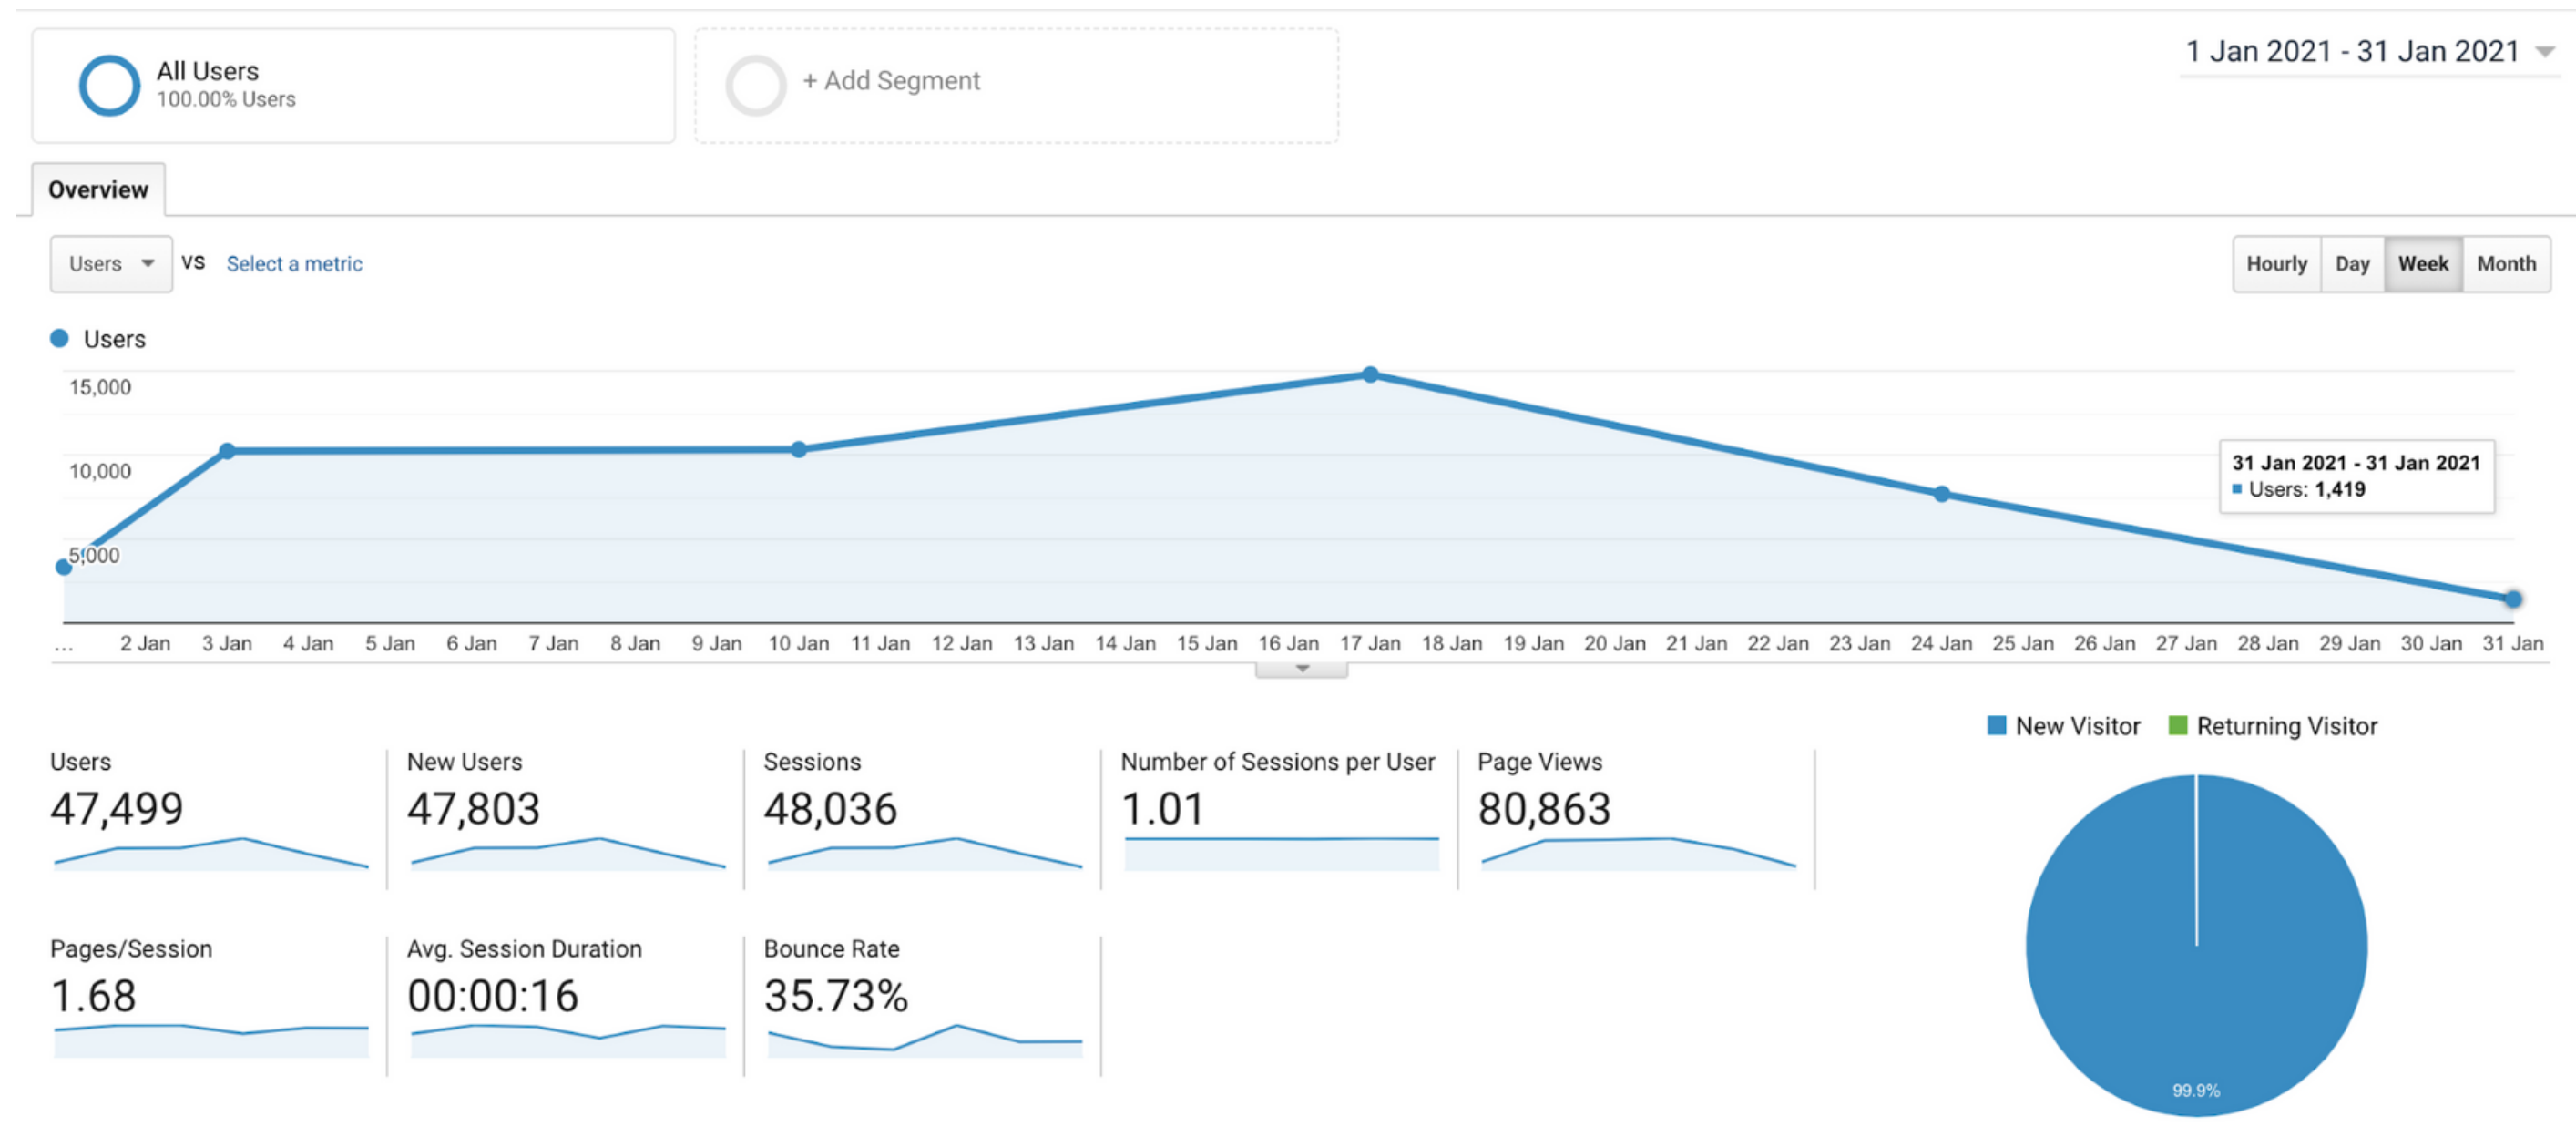 All Users
100.00% Users
+ Add Segment
1 Jan 2021 - 31 Jan 2021
Overview
Users VS Select a metric
Hourly Day Week Month
Users
15,000
10,000
5,000
31 Jan 2021 - 31 Jan 2021
Users: 1,419
... 2 Jan 3 Jan 4 Jan 5 Jan 6 Jan 7 Jan 8 Jan 9 Jan 10 Jan 11 Jan 12 Jan 13 Jan 14 Jan 15 Jan 16 Jan 17 Jan 18 Jan 19 Jan 20 Jan 21 Jan 22 Jan 23 Jan 24 Jan 25 Jan 26 Jan 27 Jan 28 Jan 29 Jan 30 Jan 31 Jan
New Visitor Returning Visitor
Users New Users Sessions Number of Sessions per User Page Views
47,499 47,803 48,036 1.01 80,863
Pages/Session Avg. Session Duration Bounce Rate
1.68 00:00:16 35.73%
99.9%